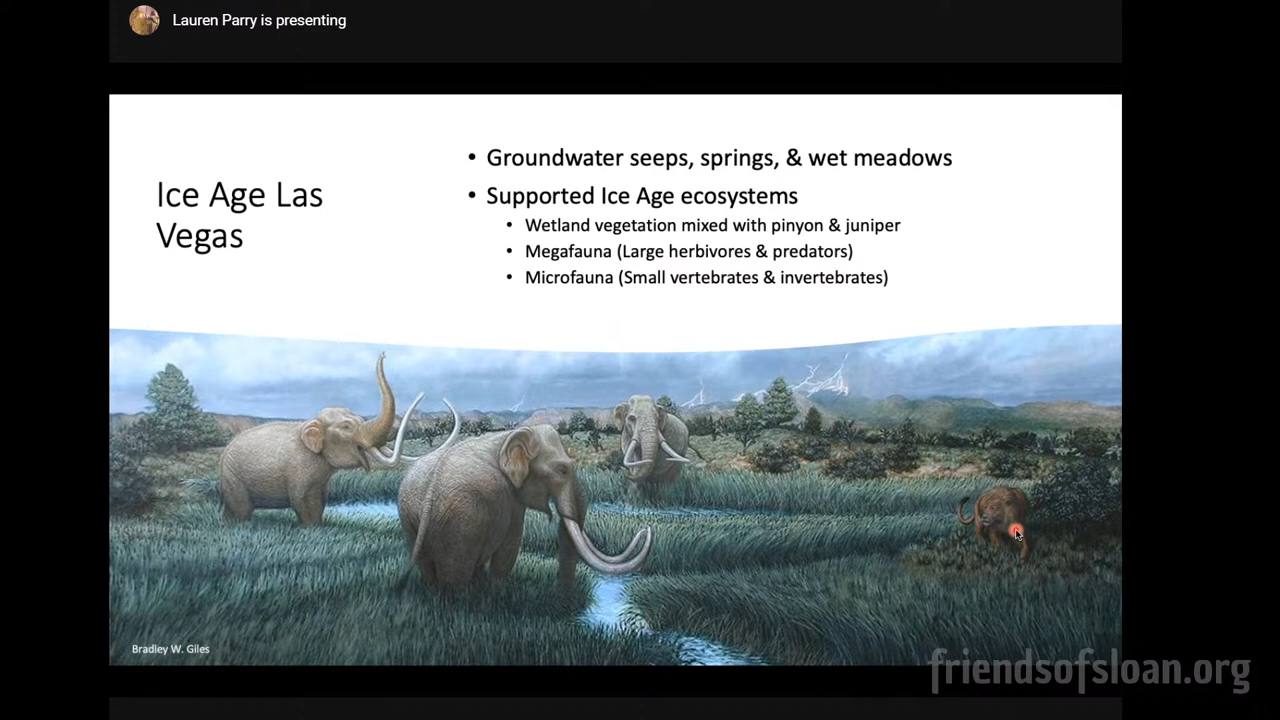 Lauren Parry is presenting
Ice Age Las
Vegas
• Groundwater seeps, springs, & wet meadows
• Supported Ice Age ecosystems
• Wetland vegetation mixed with pinyon & juniper
• Megafauna (Large herbivores & predators)
• Microfauna (Small vertebrates & invertebrates)
Bradley W. Giles
friendsofsloan.org